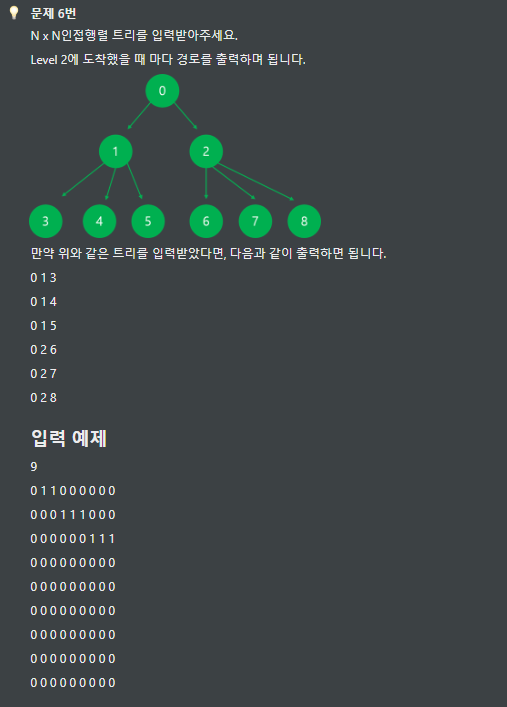 문제 6번
N x N인접행렬 트리를 입력받아주세요.
Level 2에 도착했을 때 마다 경로를 출력하며 됩니다.
0
1 2
3 4 5 6 7 8
만약 위와 같은 트리를 입력받았다면, 다음과 같이 출력하면 됩니다.
0 1 3
0 1 4
0 1 5
0 2 6
0 2 7
0 2 8
입력 예제
9
0 1 1 0 0 0 0 0 0
0 0 0 1 1 1 0 0 0
0 0 0 0 0 0 1 1 1
0 0 0 0 0 0 0 0 0
0 0 0 0 0 0 0 0 0
0 0 0 0 0 0 0 0 0
0 0 0 0 0 0 0 0 0
0 0 0 0 0 0 0 0 0
0 0 0 0 0 0 0 0 0